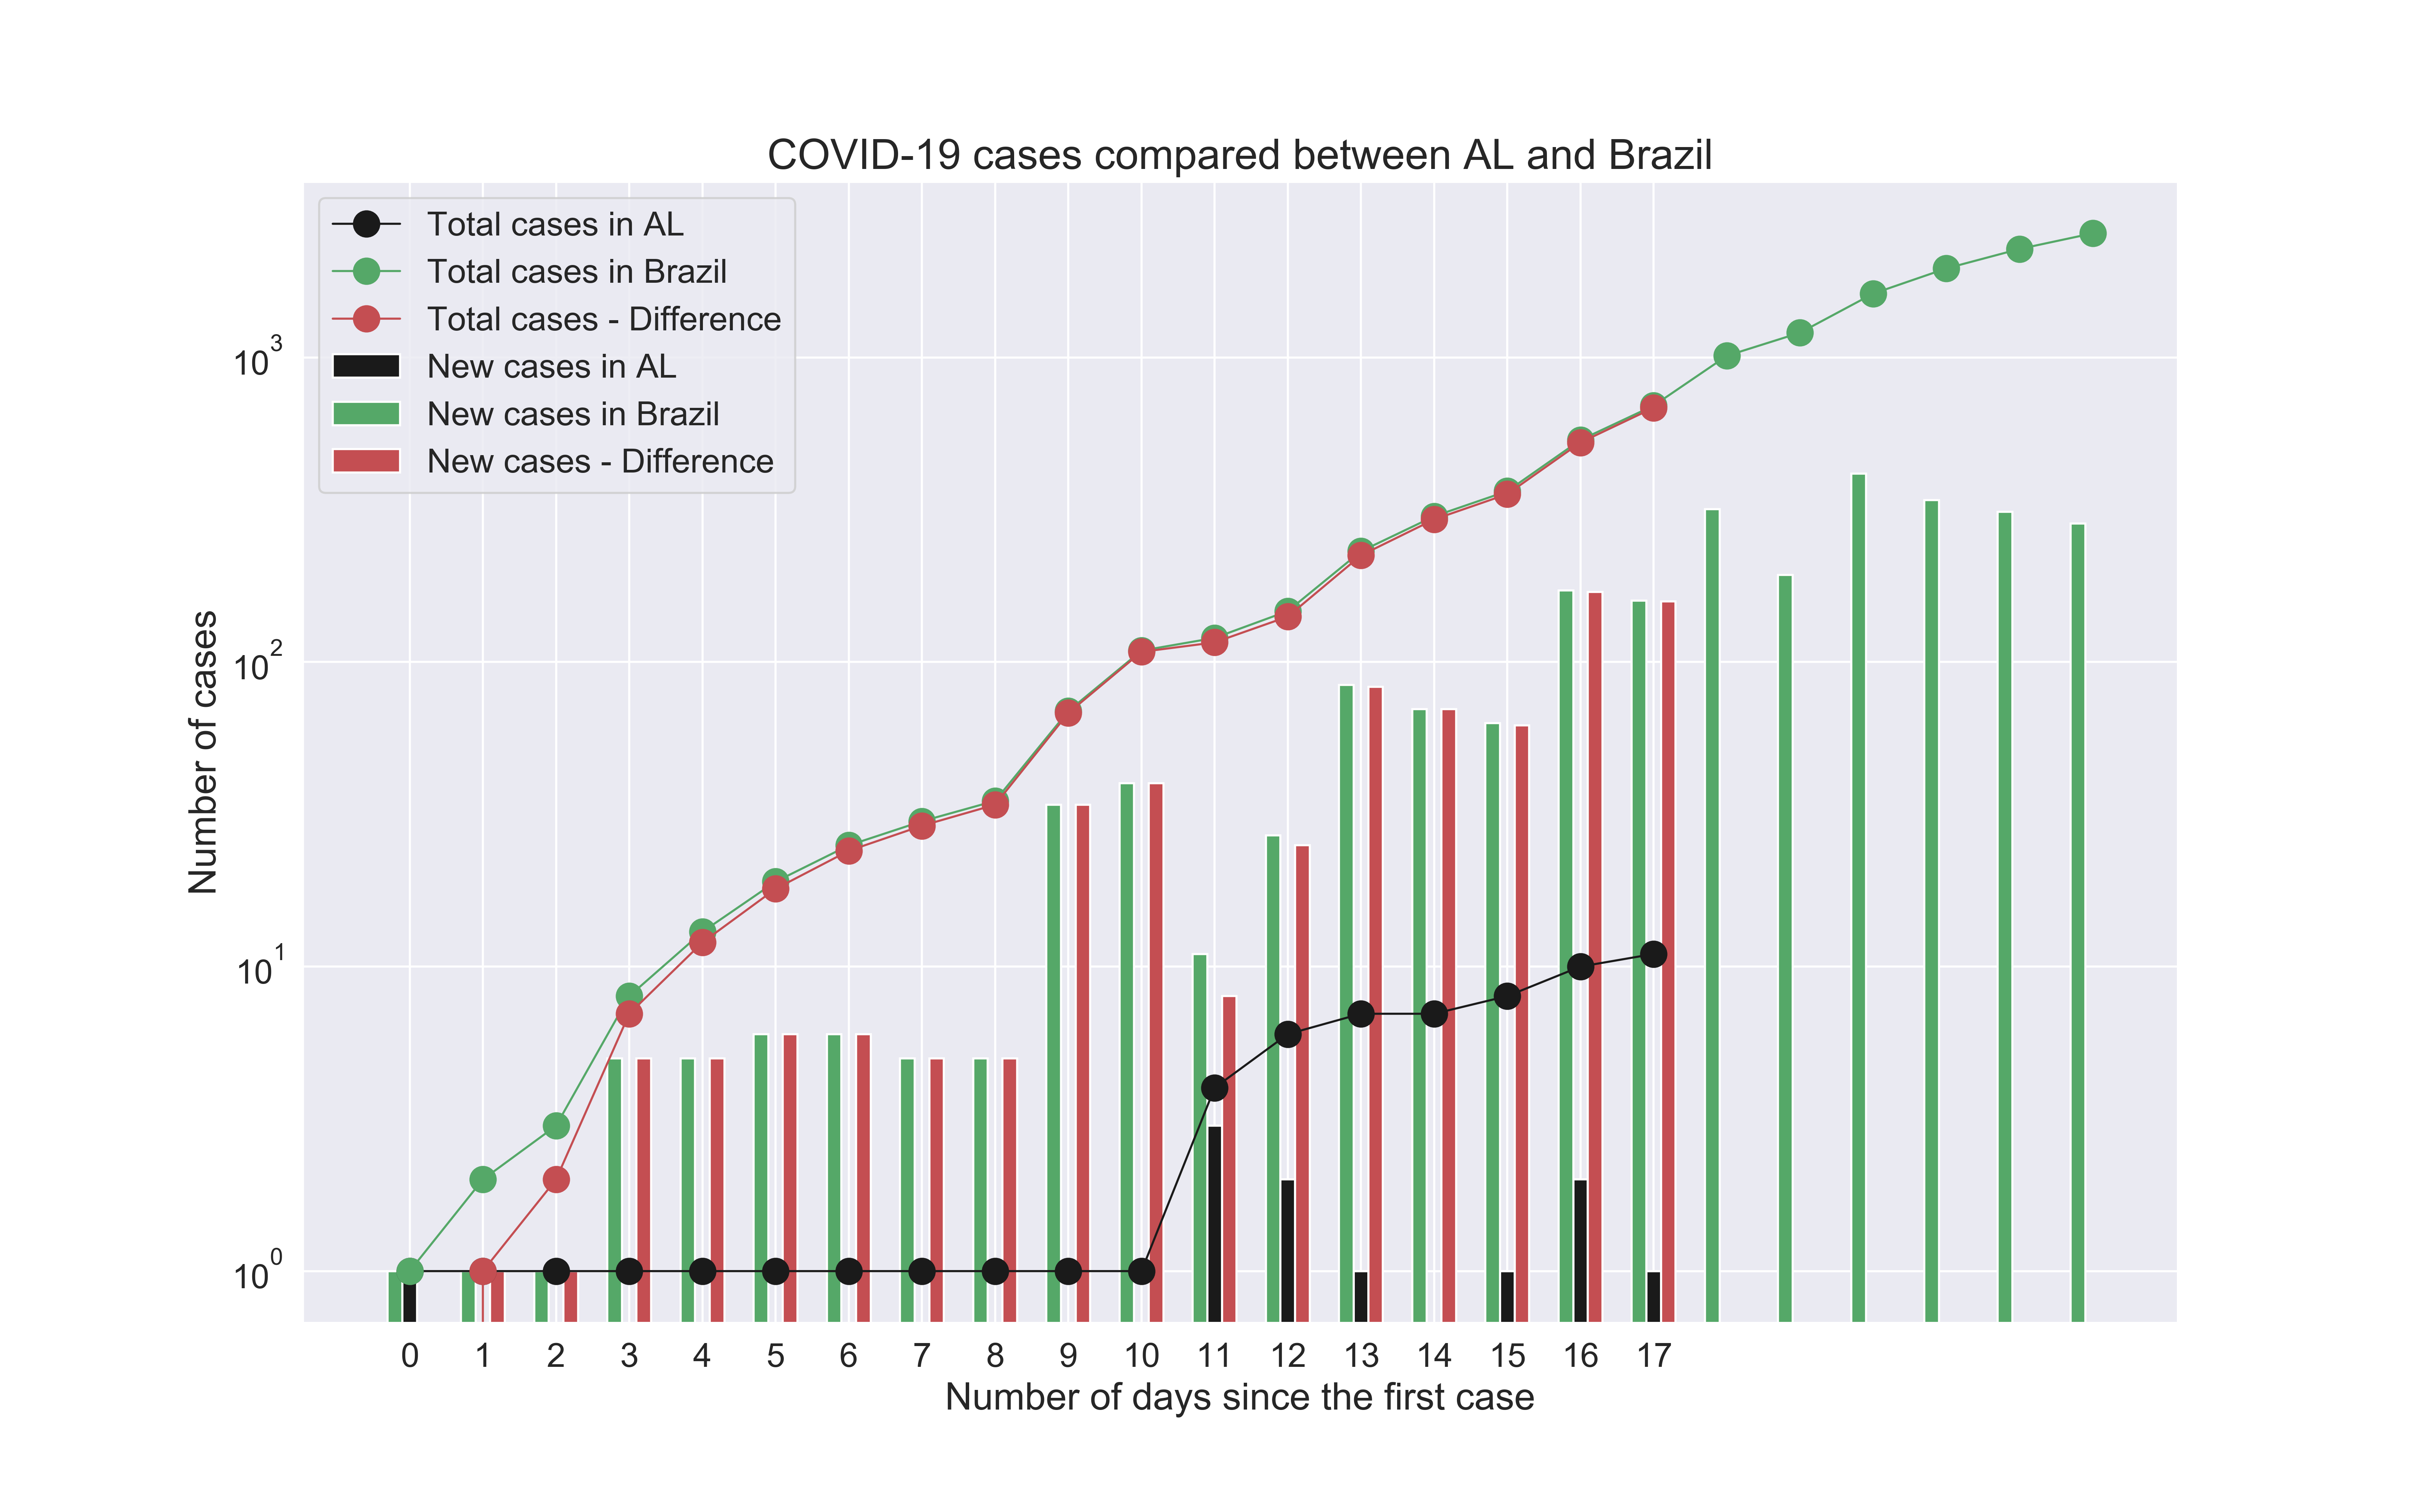 COVID-19 cases compared between AL and Brazil
Total cases in AL
Total cases in Brazil
Total cases - Difference
New cases in AL
New cases in Brazil
New cases - Difference
Number of cases
10³
10²
10¹
10⁰
0 1 2 3 4 5 6 7 8 9 10 11 12 13 14 15 16 17
Number of days since the first case